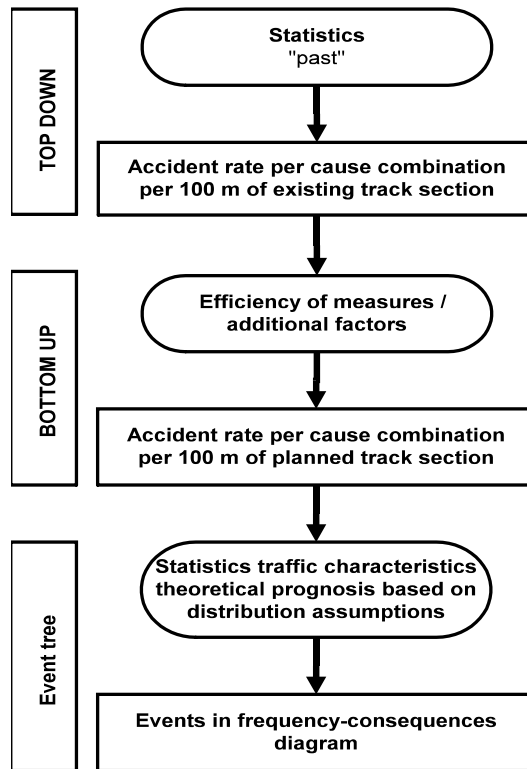 TOP DOWN
Statistics
"past"
Accident rate per cause combination
per 100 m of existing track section
BOTTOM UP
Efficiency of measures /
additional factors
Accident rate per cause combination
per 100 m of planned track section
Event tree
Statistics traffic characteristics
theoretical prognosis based on
distribution assumptions
Events in frequency-consequences
diagram